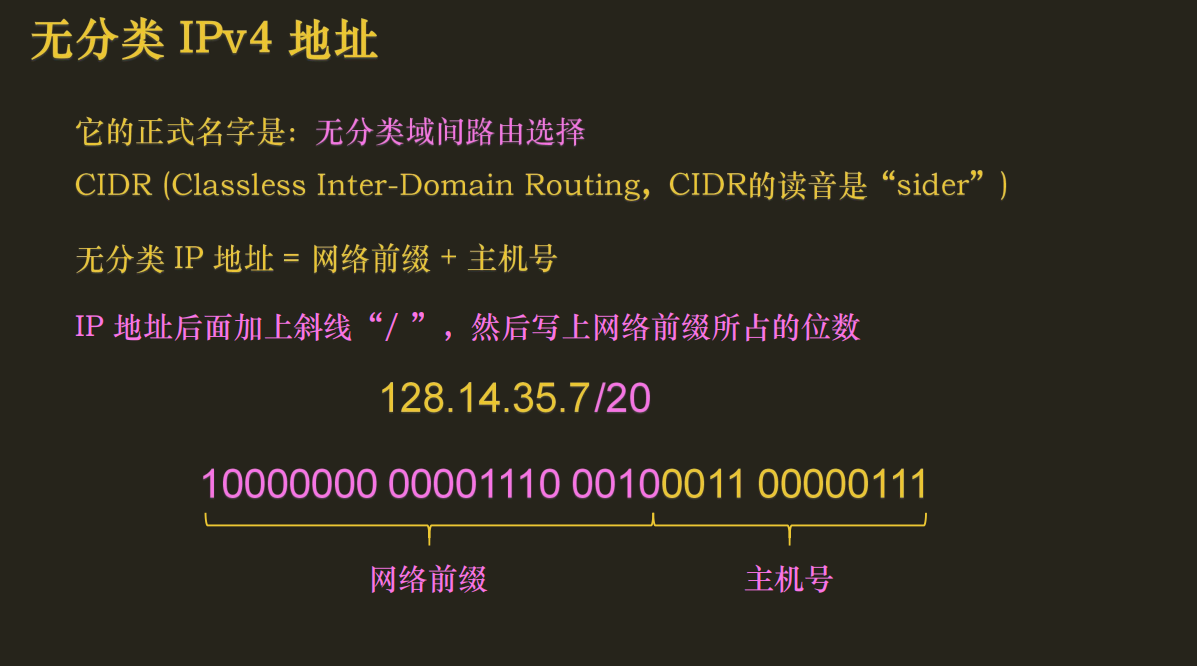 无分类 IPv4 地址
它的正式名字是：无分类域间路由选择
CIDR (Classless Inter-Domain Routing，CIDR的读音是“sider”)
无分类 IP 地址 = 网络前缀 + 主机号
IP 地址后面加上斜线“/ ”，然后写上网络前缀所占的位数
128.14.35.7/20
10000000 00001110 00100011 00000111
网络前缀 主机号